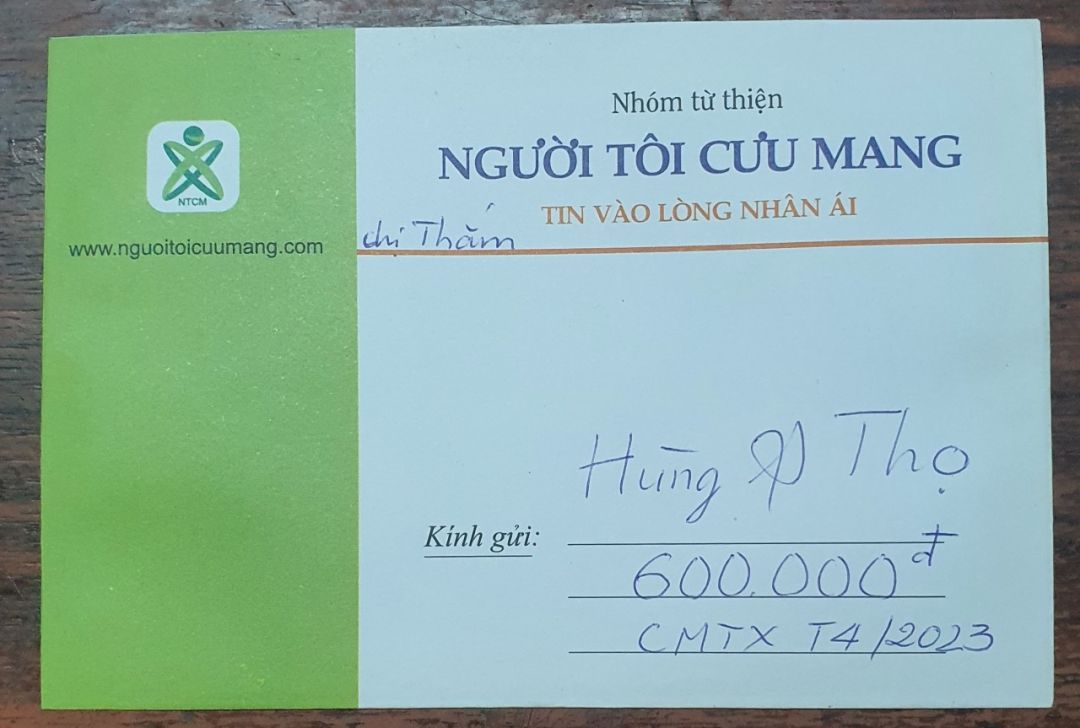 NTCM
www.nguoitoicuumang.com
Nhóm từ thiện
NGƯỜI TÔI CƯU MANG
TIN VÀO LÒNG NHÂN ÁI
chị Thắm
Hùng Thọ
Kính gửi:
600.000đ
CMTX T4/2023